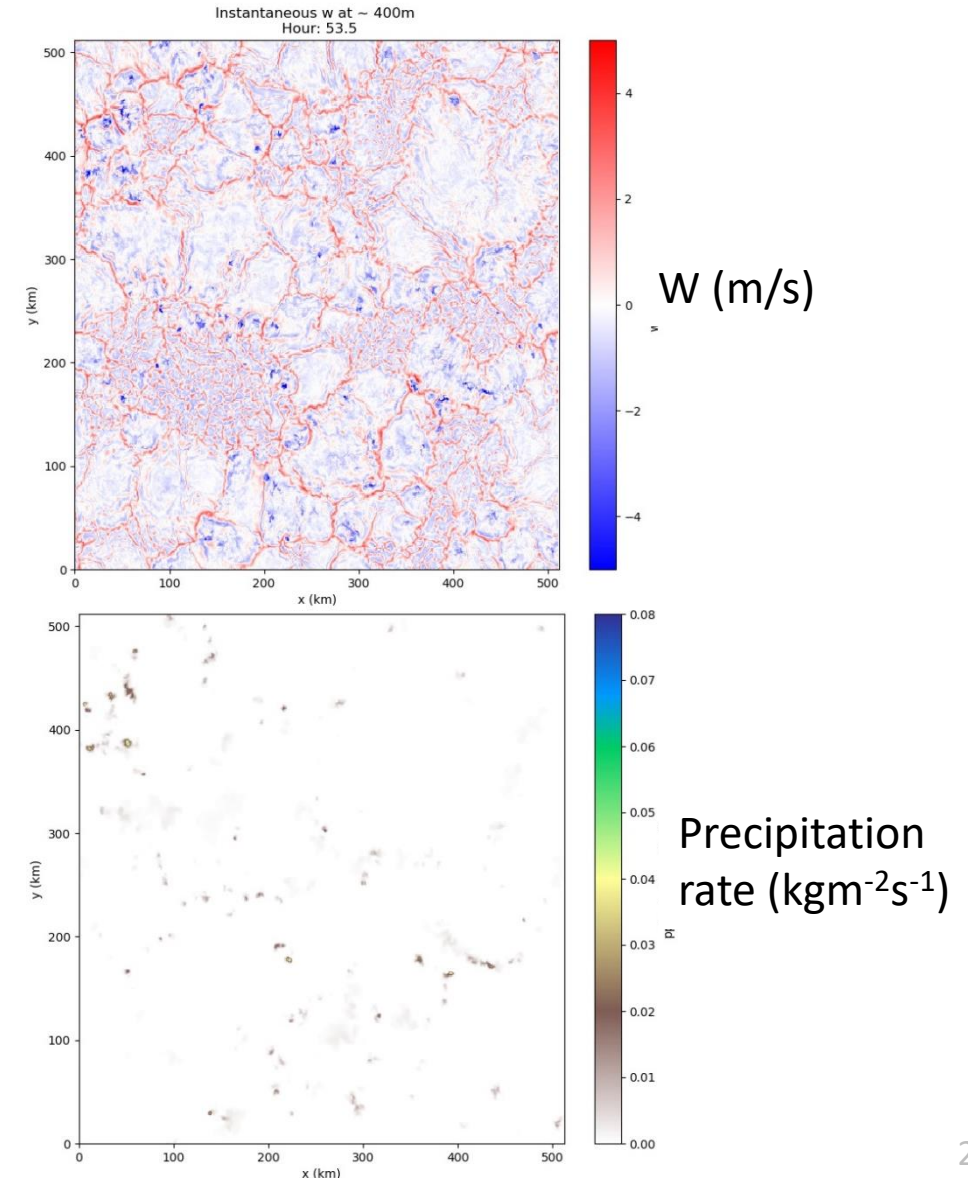 Instantaneous w at ~ 400m
Hour: 53.5
500
400
300
200
100
0
y (km)
0 100 200 300 400 500
x (km)
4
2
0
−2
−4
W (m/s)
500
400
300
200
100
0
y (km)
0 100 200 300 400 500
x (km)
0.08
0.07
0.06
0.05
0.04
0.03
0.02
0.01
0.00
Precipitation
rate (kgm⁻²s⁻¹)
2